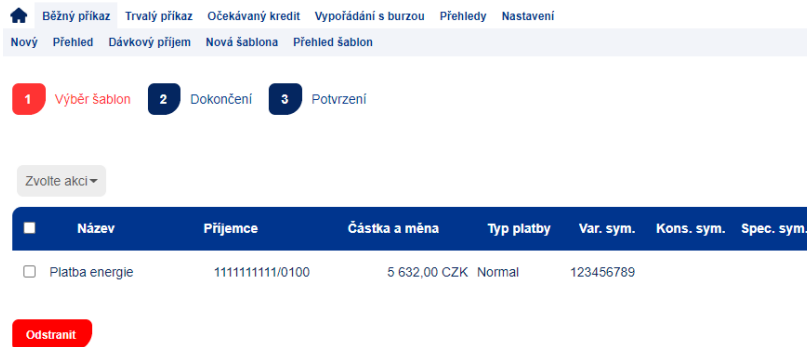 Běžný příkaz Trvalý příkaz Očekávaný kredit Vypořádání s burzou Přehledy Nastavení
Nový Přehled Dávkový příjem Nová šablona Přehled šablon
1 Výběr šablon 2 Dokončení 3 Potvrzení
Zvolte akci
Název Příjemce Částka a měna Typ platby Var. sym. Kons. sym. Spec. sym.
Platba energie 1111111111/0100 5 632,00 CZK Normal 123456789
Odstranit